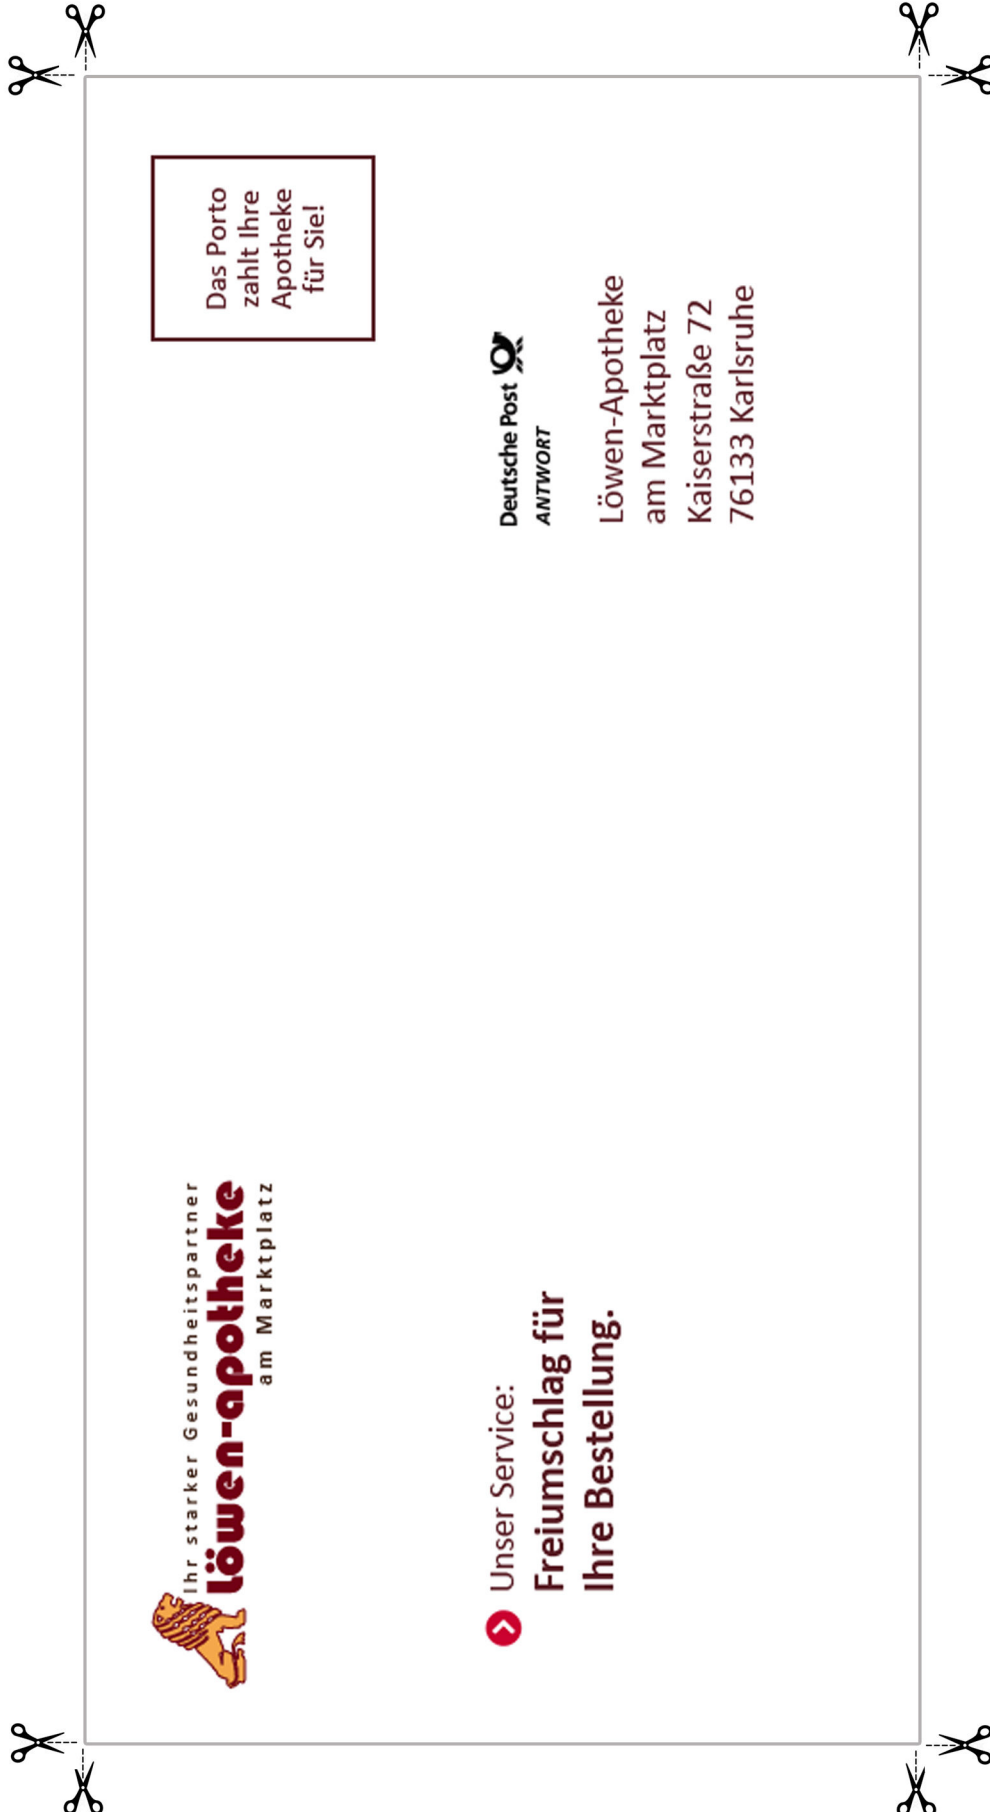 Ihr starker Gesundheitspartner
Löwen-apotheke
am Marktplatz
Das Porto
zahlt Ihre
Apotheke
für Sie!
Unser Service:
Freiumschlag für
Ihre Bestellung.
Deutsche Post
ANTWORT
Löwen-Apotheke
am Marktplatz
Kaiserstraße 72
76133 Karlsruhe